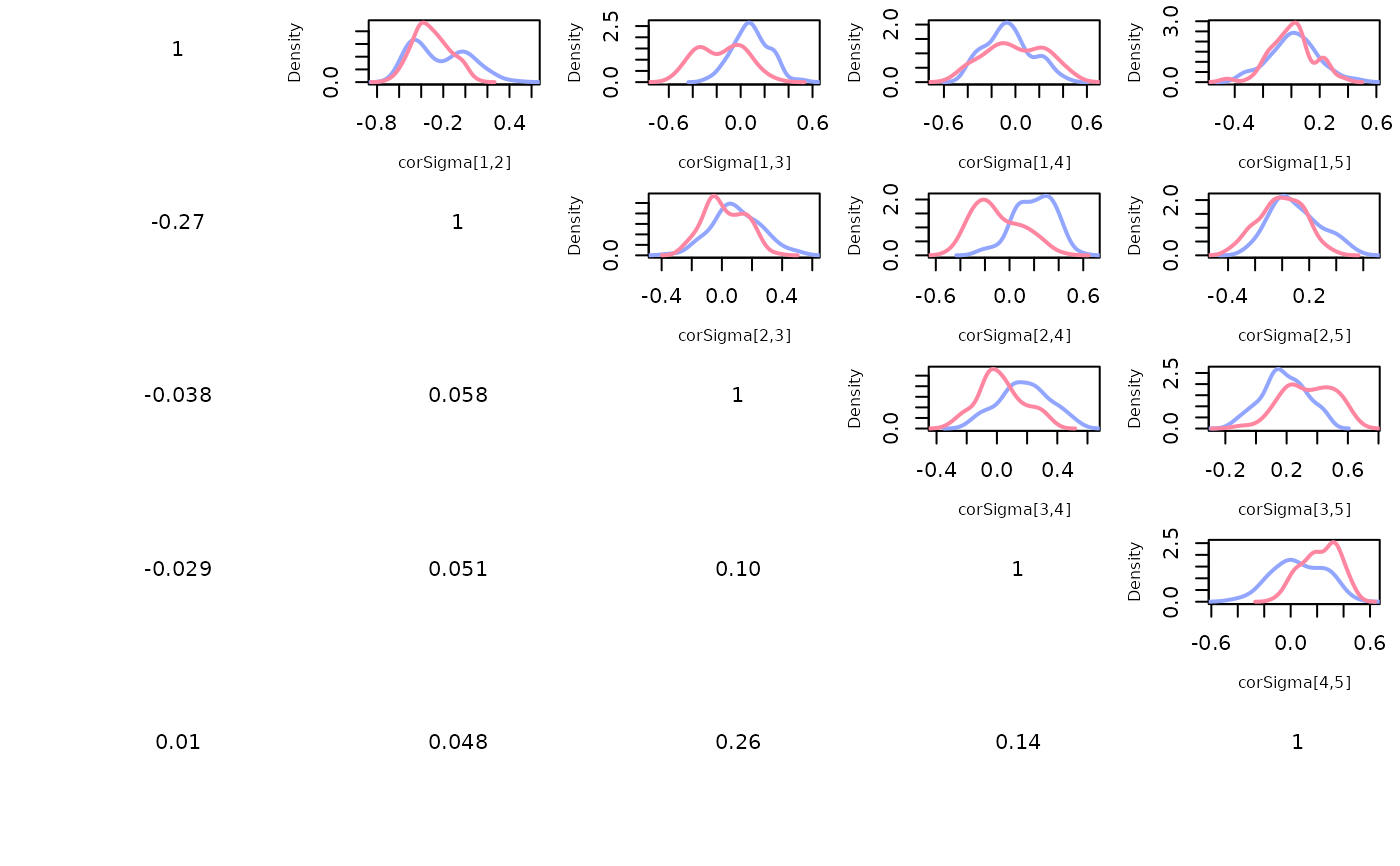 1
Density
0.0
-0.8 -0.2 0.4
corSigma[1,2]
Density
0.0 2.5
-0.6 0.0 0.6
corSigma[1,3]
Density
0.0 2.0
-0.6 0.0 0.6
corSigma[1,4]
Density
0.0 3.0
-0.4 0.2 0.6
corSigma[1,5]
-0.27
1
Density
0.0
-0.4 0.0 0.4
corSigma[2,3]
Density
0.0 2.0
-0.6 0.0 0.6
corSigma[2,4]
Density
0.0 2.0
-0.4 0.2
corSigma[2,5]
-0.038
0.058
1
Density
0.0
-0.4 0.0 0.4
corSigma[3,4]
Density
0.0 2.5
-0.2 0.2 0.6
corSigma[3,5]
-0.029
0.051
0.10
1
Density
0.0 2.5
-0.6 0.0 0.6
corSigma[4,5]
0.01
0.048
0.26
0.14
1